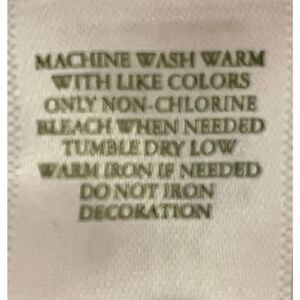 MACHINE WASH WARM
WITH LIKE COLORS
ONLY NON-CHLORINE
BLEACH WHEN NEEDED
TUMBLE DRY LOW
WARM IRON IF NEEDED
DO NOT IRON
DECORATION